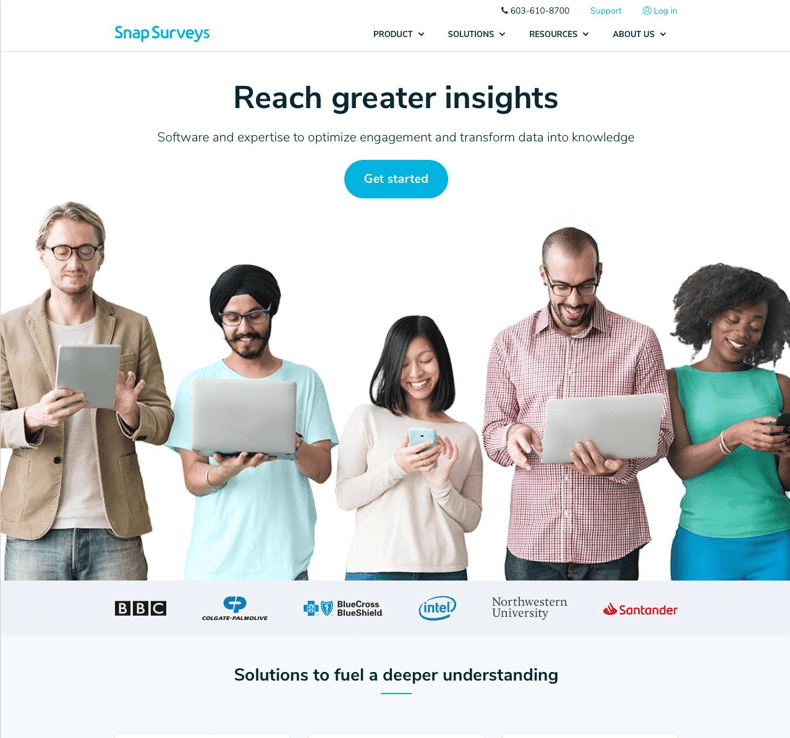 603-610-8700 Support Log in
Snap Surveys
PRODUCT SOLUTIONS RESOURCES ABOUT US
Reach greater insights
Software and expertise to optimize engagement and transform data into knowledge
Get started
BBC
COLGATE-PALMOLIVE
BlueCross
BlueShield
intel
Northwestern
University
Santander
Solutions to fuel a deeper understanding